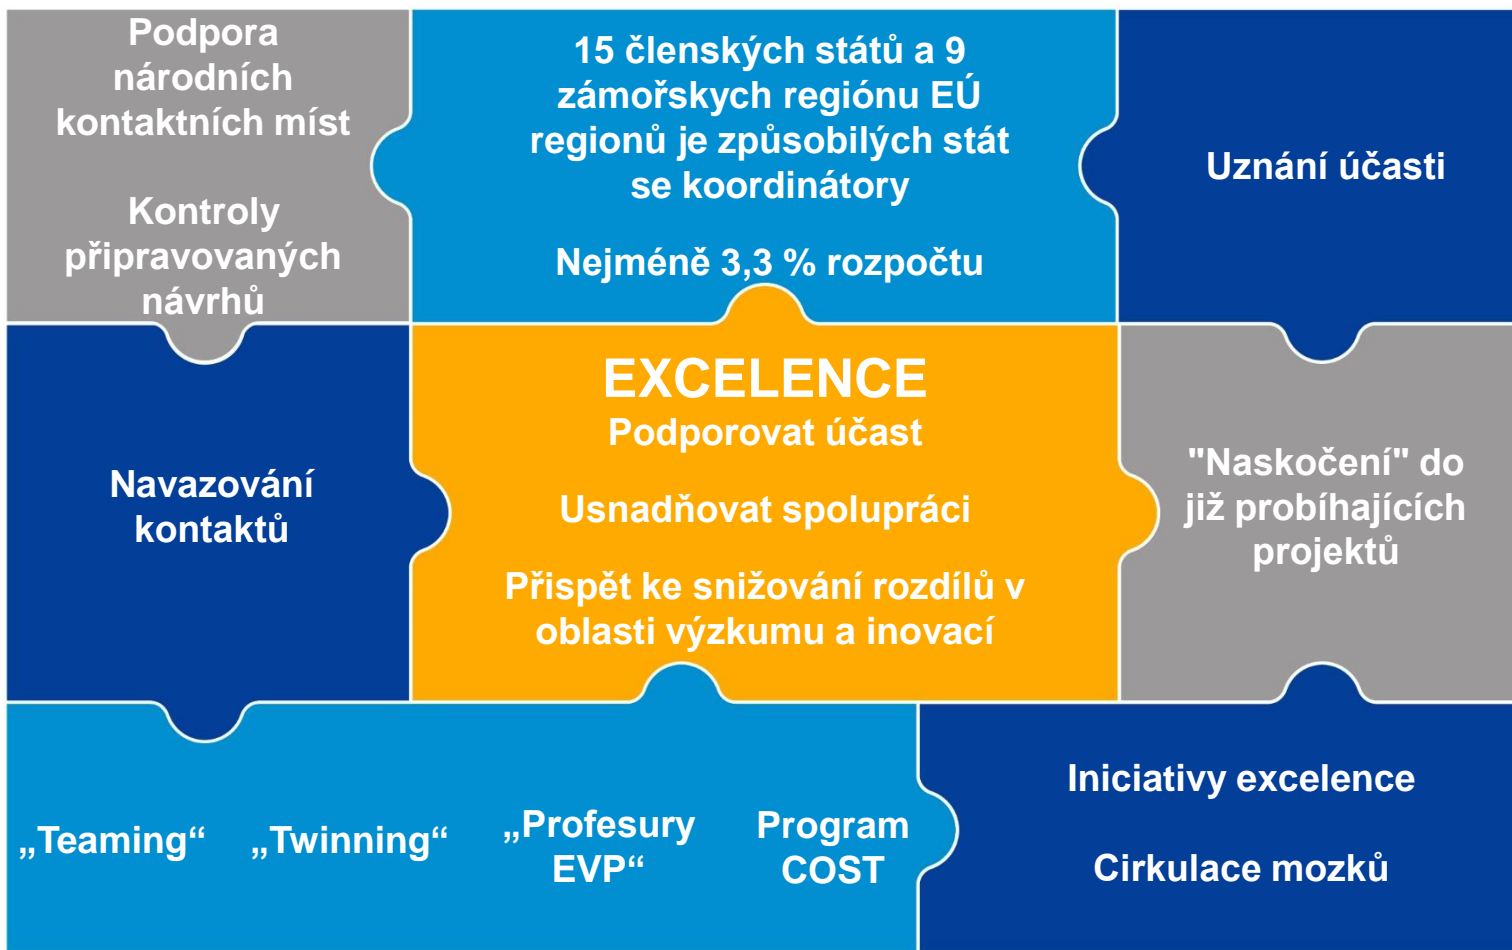 Podpora
národních
kontaktních míst
Kontroly
připravovaných
návrhů
15 členských států a 9
zámořskych regiónu EÚ
regionů je způsobilých stát
se koordinátory
Nejméně 3,3 % rozpočtu
Uznání účasti
Navazování
kontaktů
EXCELENCE
Podporovat účast
Usnadňovat spolupráci
Přispět ke snižování rozdílů v
oblasti výzkumu a inovací
"Naskočení" do
již probíhajících
projektů
„Teaming“
„Twinning“
„Profesury
EVP“
Program
COST
Iniciativy excelence
Cirkulace mozků